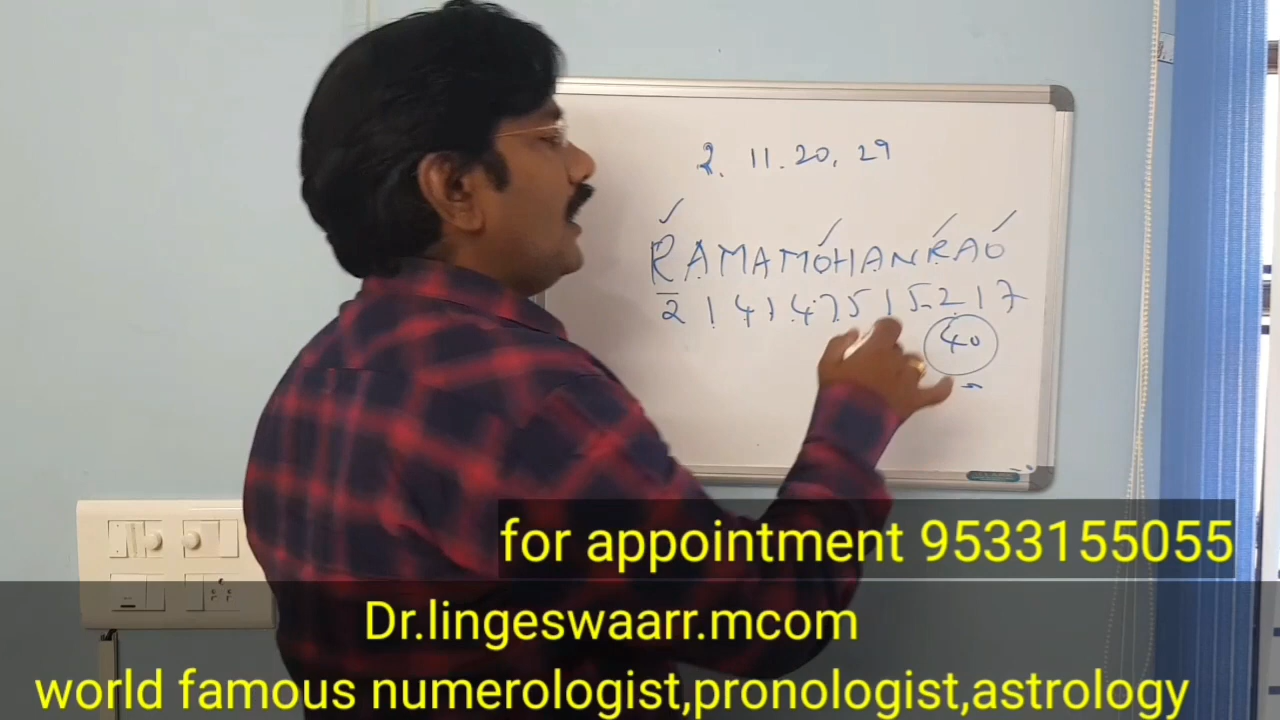 2. 11. 20. 29
RAMAMOHANRAO
2 1 4 1 4 7 5 1 5 2 1 7
40
for appointment 9533155055
Dr.lingeswaarr.mcom
world famous numerologist,pronologist,astrology